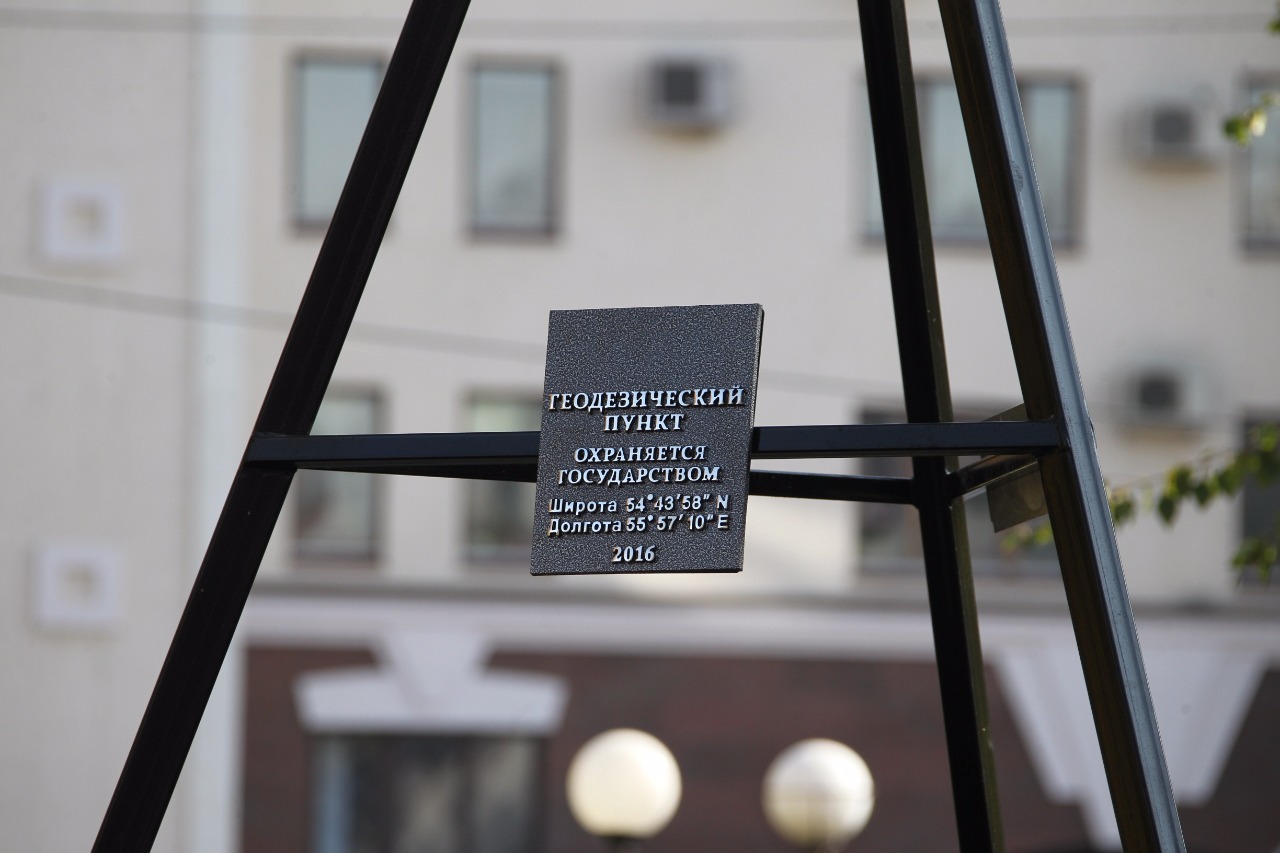 ГЕОДЕЗИЧЕСКИЙ
ПУНКТ
ОХРАНЯЕТСЯ
ГОСУДАРСТВОМ
Широта 54°43'58" N
Долгота 55°57'10" E
2016